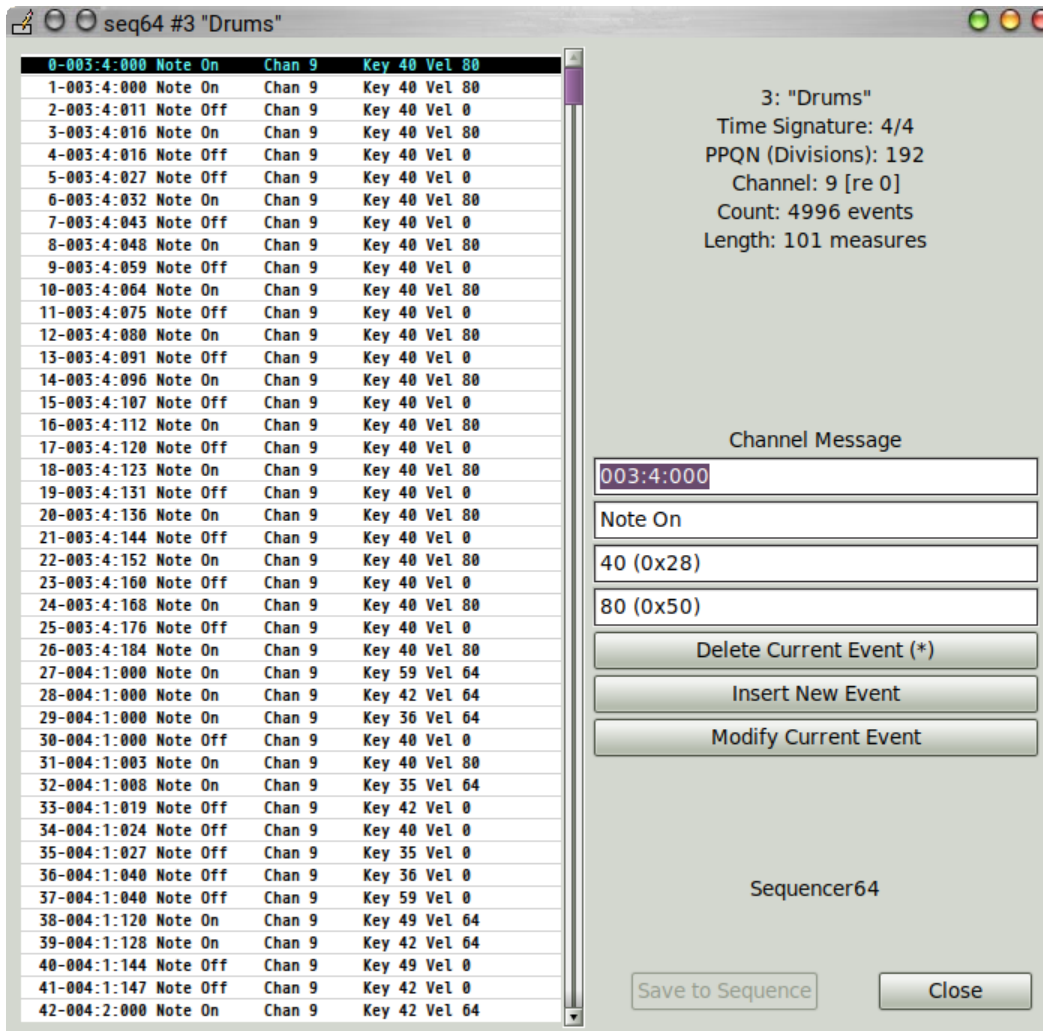 seq64 #3 "Drums"
0-003:4:000 Note On Chan 9 Key 40 Vel 80
1-003:4:000 Note On Chan 9 Key 40 Vel 80
2-003:4:011 Note Off Chan 9 Key 40 Vel 0
3-003:4:016 Note On Chan 9 Key 40 Vel 80
4-003:4:016 Note Off Chan 9 Key 40 Vel 0
5-003:4:027 Note Off Chan 9 Key 40 Vel 0
6-003:4:032 Note On Chan 9 Key 40 Vel 80
7-003:4:043 Note Off Chan 9 Key 40 Vel 0
8-003:4:048 Note On Chan 9 Key 40 Vel 80
9-003:4:059 Note Off Chan 9 Key 40 Vel 0
10-003:4:064 Note On Chan 9 Key 40 Vel 80
11-003:4:075 Note Off Chan 9 Key 40 Vel 0
12-003:4:080 Note On Chan 9 Key 40 Vel 80
13-003:4:091 Note Off Chan 9 Key 40 Vel 0
14-003:4:096 Note On Chan 9 Key 40 Vel 80
15-003:4:107 Note Off Chan 9 Key 40 Vel 0
16-003:4:112 Note On Chan 9 Key 40 Vel 80
17-003:4:120 Note Off Chan 9 Key 40 Vel 0
18-003:4:123 Note On Chan 9 Key 40 Vel 80
19-003:4:131 Note Off Chan 9 Key 40 Vel 0
20-003:4:136 Note On Chan 9 Key 40 Vel 80
21-003:4:144 Note Off Chan 9 Key 40 Vel 0
22-003:4:152 Note On Chan 9 Key 40 Vel 80
23-003:4:160 Note Off Chan 9 Key 40 Vel 0
24-003:4:168 Note On Chan 9 Key 40 Vel 80
25-003:4:176 Note Off Chan 9 Key 40 Vel 0
26-003:4:184 Note On Chan 9 Key 40 Vel 80
27-004:1:000 Note On Chan 9 Key 59 Vel 64
28-004:1:000 Note On Chan 9 Key 42 Vel 64
29-004:1:000 Note On Chan 9 Key 36 Vel 64
30-004:1:000 Note Off Chan 9 Key 40 Vel 0
31-004:1:003 Note On Chan 9 Key 40 Vel 80
32-004:1:008 Note On Chan 9 Key 35 Vel 64
33-004:1:019 Note Off Chan 9 Key 42 Vel 0
34-004:1:024 Note Off Chan 9 Key 40 Vel 0
35-004:1:027 Note Off Chan 9 Key 35 Vel 0
36-004:1:040 Note Off Chan 9 Key 36 Vel 0
37-004:1:040 Note Off Chan 9 Key 59 Vel 0
38-004:1:120 Note On Chan 9 Key 49 Vel 64
39-004:1:128 Note On Chan 9 Key 42 Vel 64
40-004:1:144 Note Off Chan 9 Key 49 Vel 0
41-004:1:147 Note Off Chan 9 Key 42 Vel 0
42-004:2:000 Note On Chan 9 Key 42 Vel 64
3: "Drums"
Time Signature: 4/4
PPQN (Divisions): 192
Channel: 9 [re 0]
Count: 4996 events
Length: 101 measures
Channel Message
003:4:000
Note On
40 (0x28)
80 (0x50)
Delete Current Event (*)
Insert New Event
Modify Current Event
Sequencer64
Save to Sequence
Close